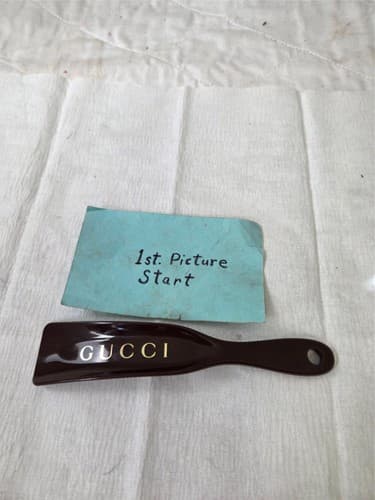 1st. Picture
Start
GUCCI